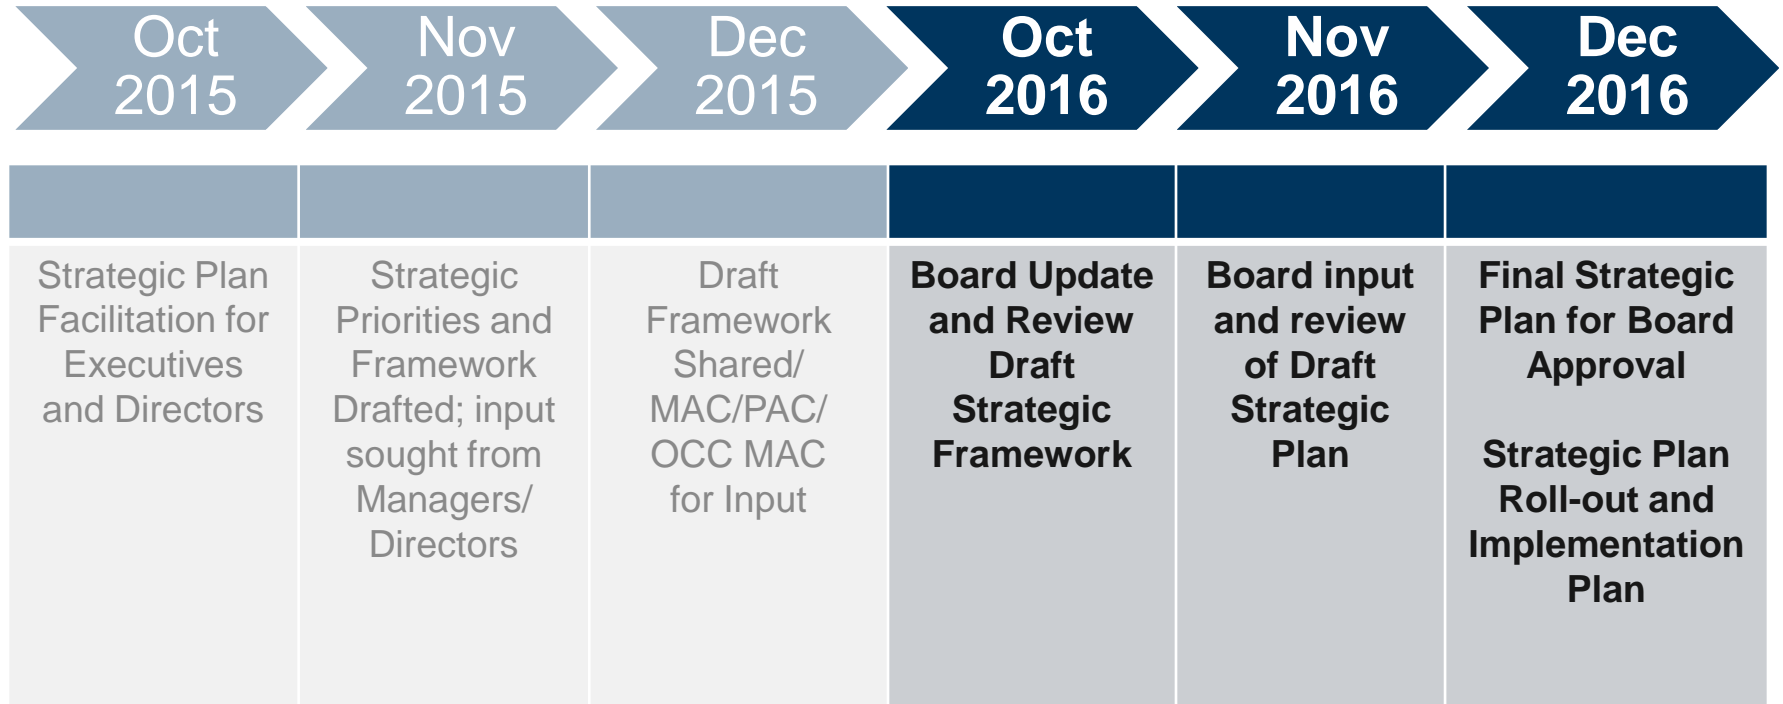 Oct
2015
Nov
2015
Dec
2015
Oct
2016
Nov
2016
Dec
2016
Strategic Plan
Facilitation for
Executives
and Directors
Strategic
Priorities and
Framework
Drafted; input
sought from
Managers/
Directors
Draft
Framework
Shared/
MAC/PAC/
OCC MAC
for Input
Board Update
and Review
Draft
Strategic
Framework
Board input
and review
of Draft
Strategic
Plan
Final Strategic
Plan for Board
Approval
Strategic Plan
Roll-out and
Implementation
Plan